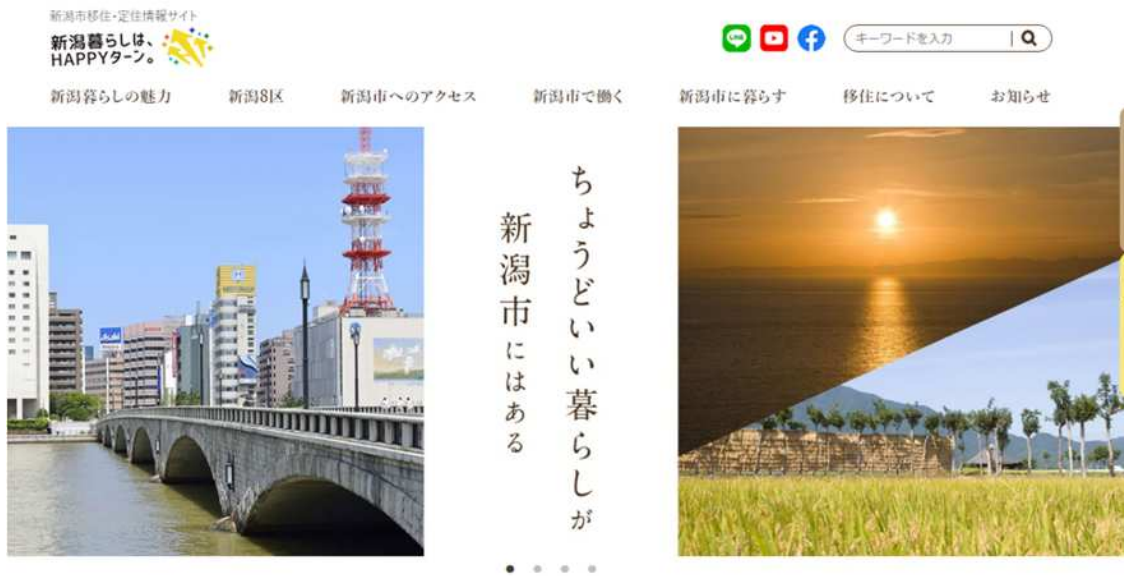 新潟市移住・定住情報サイト
新潟暮らしは、
HAPPYターン。
LINE
キーワードを入力
新潟暮らしの魅力
新潟8区
新潟市へのアクセス
新潟市で働く
新潟市に暮らす
移住について
お知らせ
ちょうどいい暮らしが
新潟市にはある
Asahi